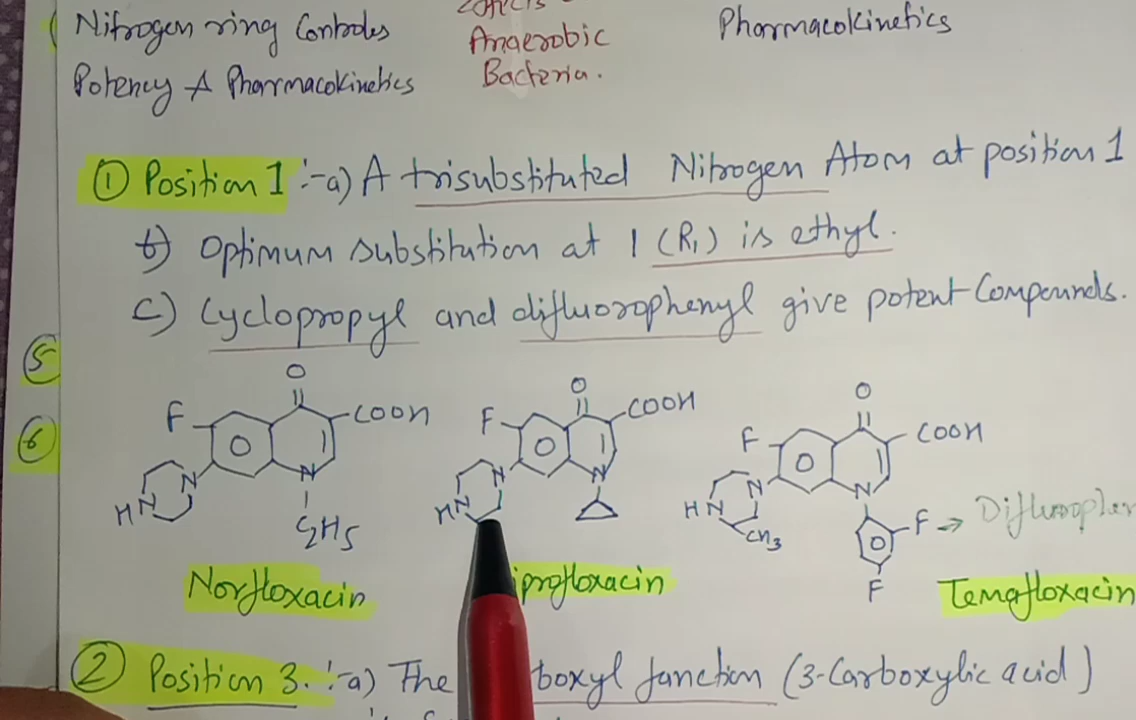 Nitrogen ring Controles
Potency & Pharmacokinetics
Anaerobic
Bacteria.
Pharmacokinetics
① Position 1 :- a) A trisubstituted Nitrogen Atom at position 1
b) Optimum substitution at 1 (R₁) is ethyl.
c) Cyclopropyl and difluorophenyl give potent Compounds.
5
6
O
F
COOH
N
HN
N
C₂H₅
Norfloxacin
O
F
COOH
N
HN
N
iprofloxacin
O
F
COOH
N
HN
N
CH₃
F → Difluorophen
F
Temafloxacin
② Position 3 :- a) The boxyl function (3-Carboxylic acid)